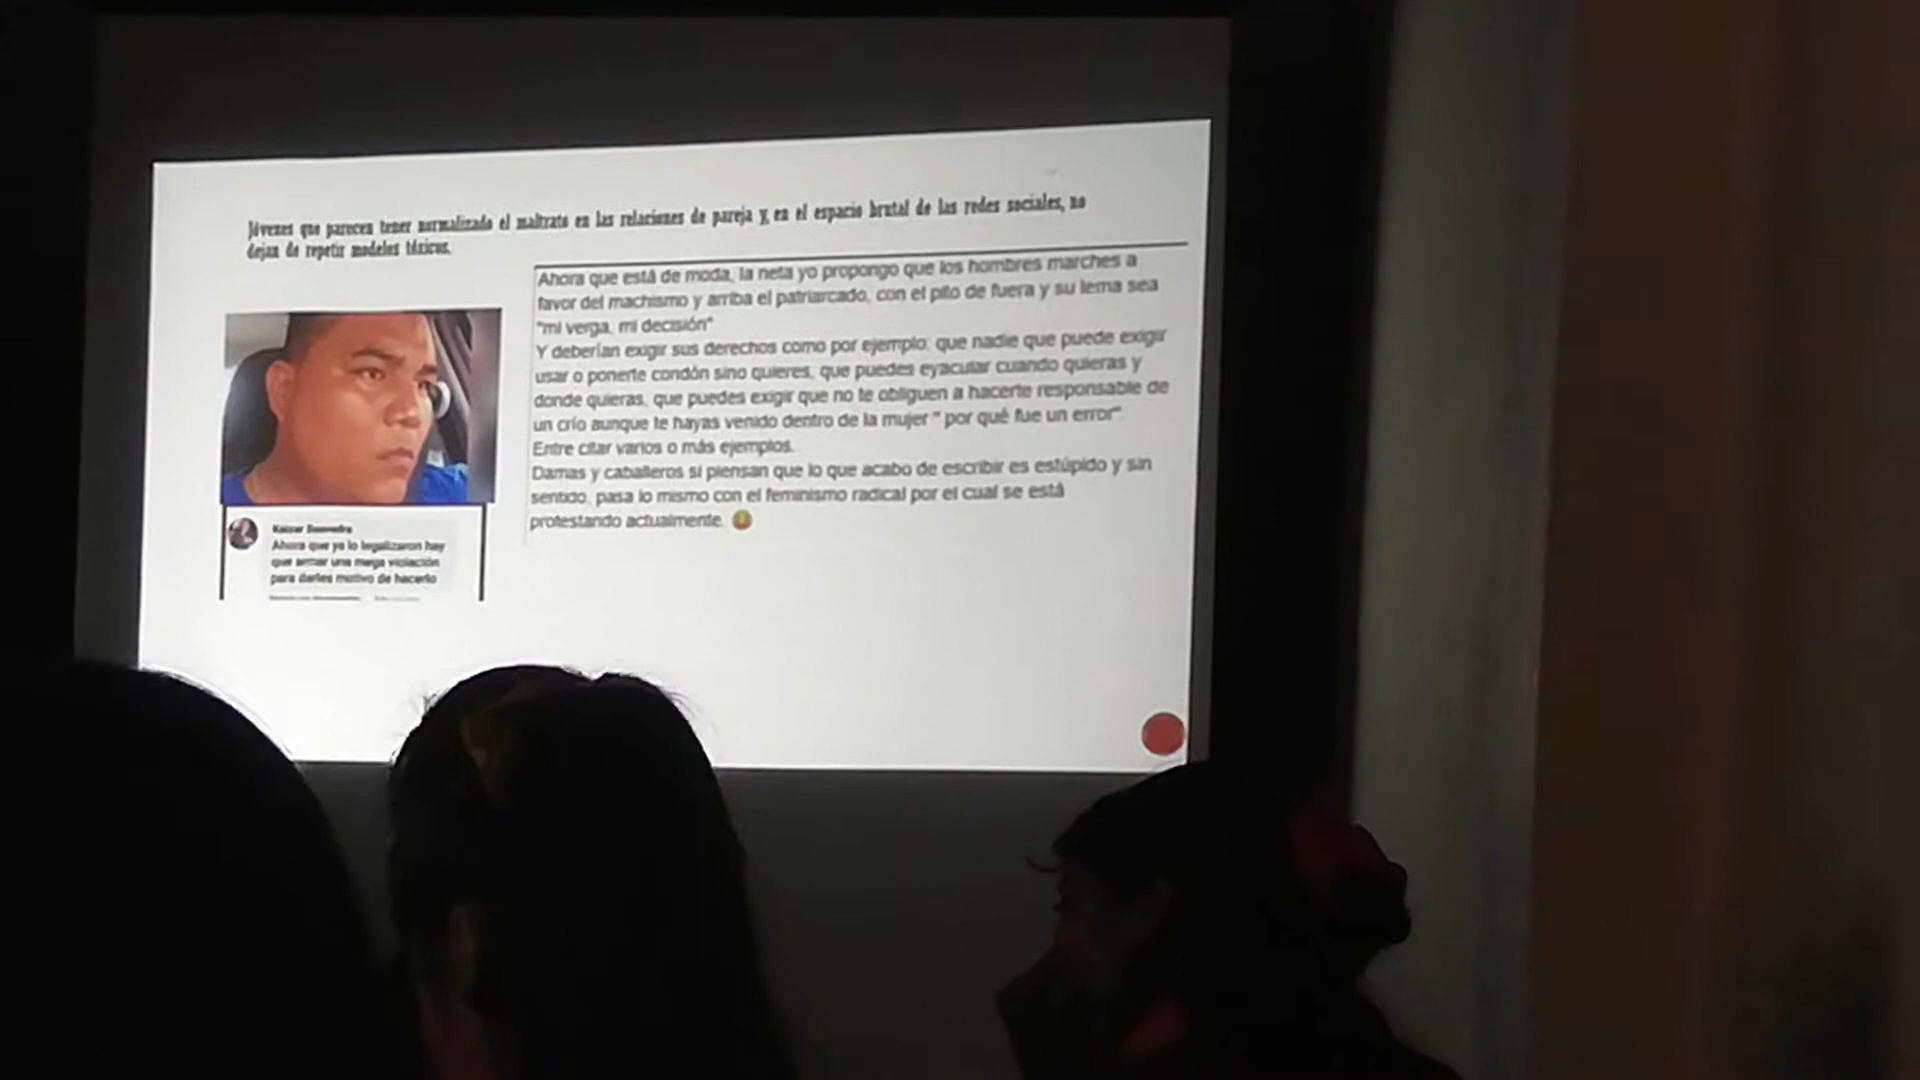 Jóvenes que parecen tener normalizado el maltrato en las relaciones de pareja y, en el espacio brutal de las redes sociales, no
dejan de repetir modelos tóxicos.
Ahora que está de moda, la neta yo propongo que los hombres marches a
favor del machismo y arriba el patriarcado, con el pito de fuera y su lema sea
"mi verga, mi decisión"
Y deberían exigir sus derechos como por ejemplo: que nadie que puede exigir
usar o ponerte condón sino quieres, que puedes eyacular cuando quieras y
donde quieras, que puedes exigir que no te obliguen a hacerte responsable de
un crío aunque te hayas venido dentro de la mujer " por qué fue un error".
Entre citar varios o más ejemplos.
Damas y caballeros si piensan que lo que acabo de escribir es estúpido y sin
sentido, pasa lo mismo con el feminismo radical por el cual se está
protestando actualmente.
Kaizar Saavedra
Ahora que ya lo legalizaron hay
que armar una mega violación
para darles motivo de hacerlo